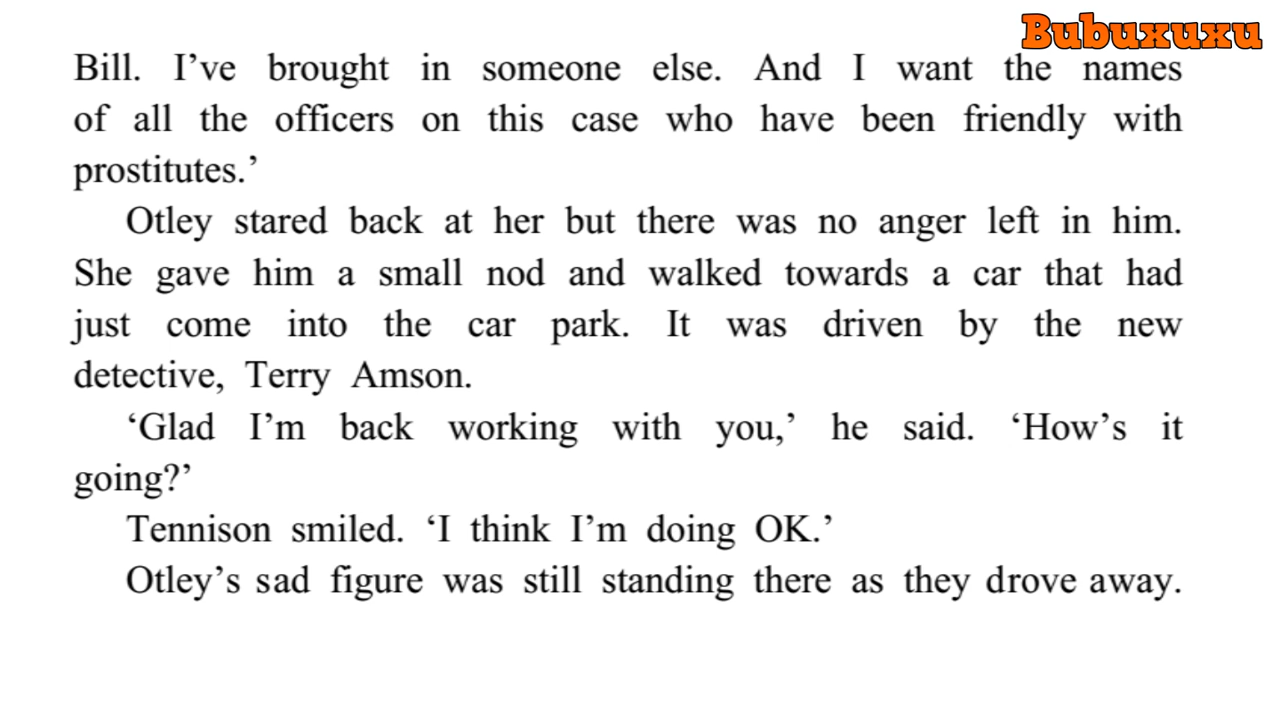 Bubuxuxu
Bill. I’ve brought in someone else. And I want the names
of all the officers on this case who have been friendly with
prostitutes.’
Otley stared back at her but there was no anger left in him.
She gave him a small nod and walked towards a car that had
just come into the car park. It was driven by the new
detective, Terry Amson.
‘Glad I’m back working with you,’ he said. ‘How’s it
going?’
Tennison smiled. ‘I think I’m doing OK.’
Otley’s sad figure was still standing there as they drove away.